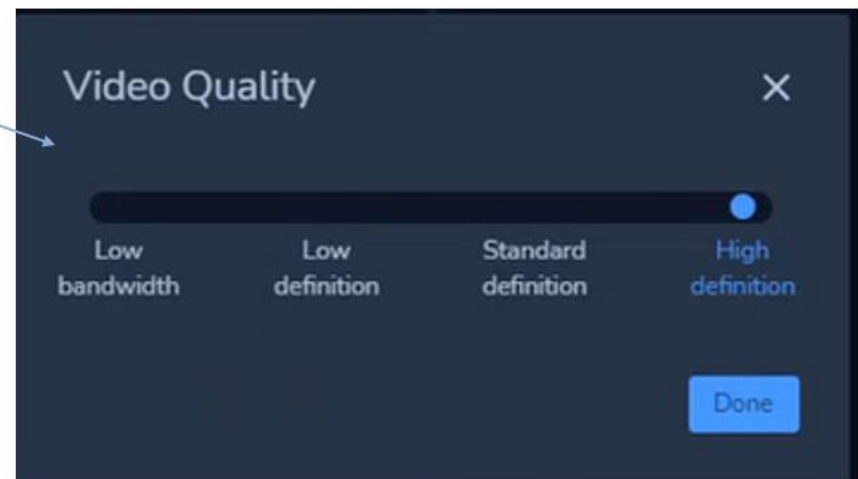 Video Quality
Low bandwidth
Low definition
Standard definition
High definition
Done